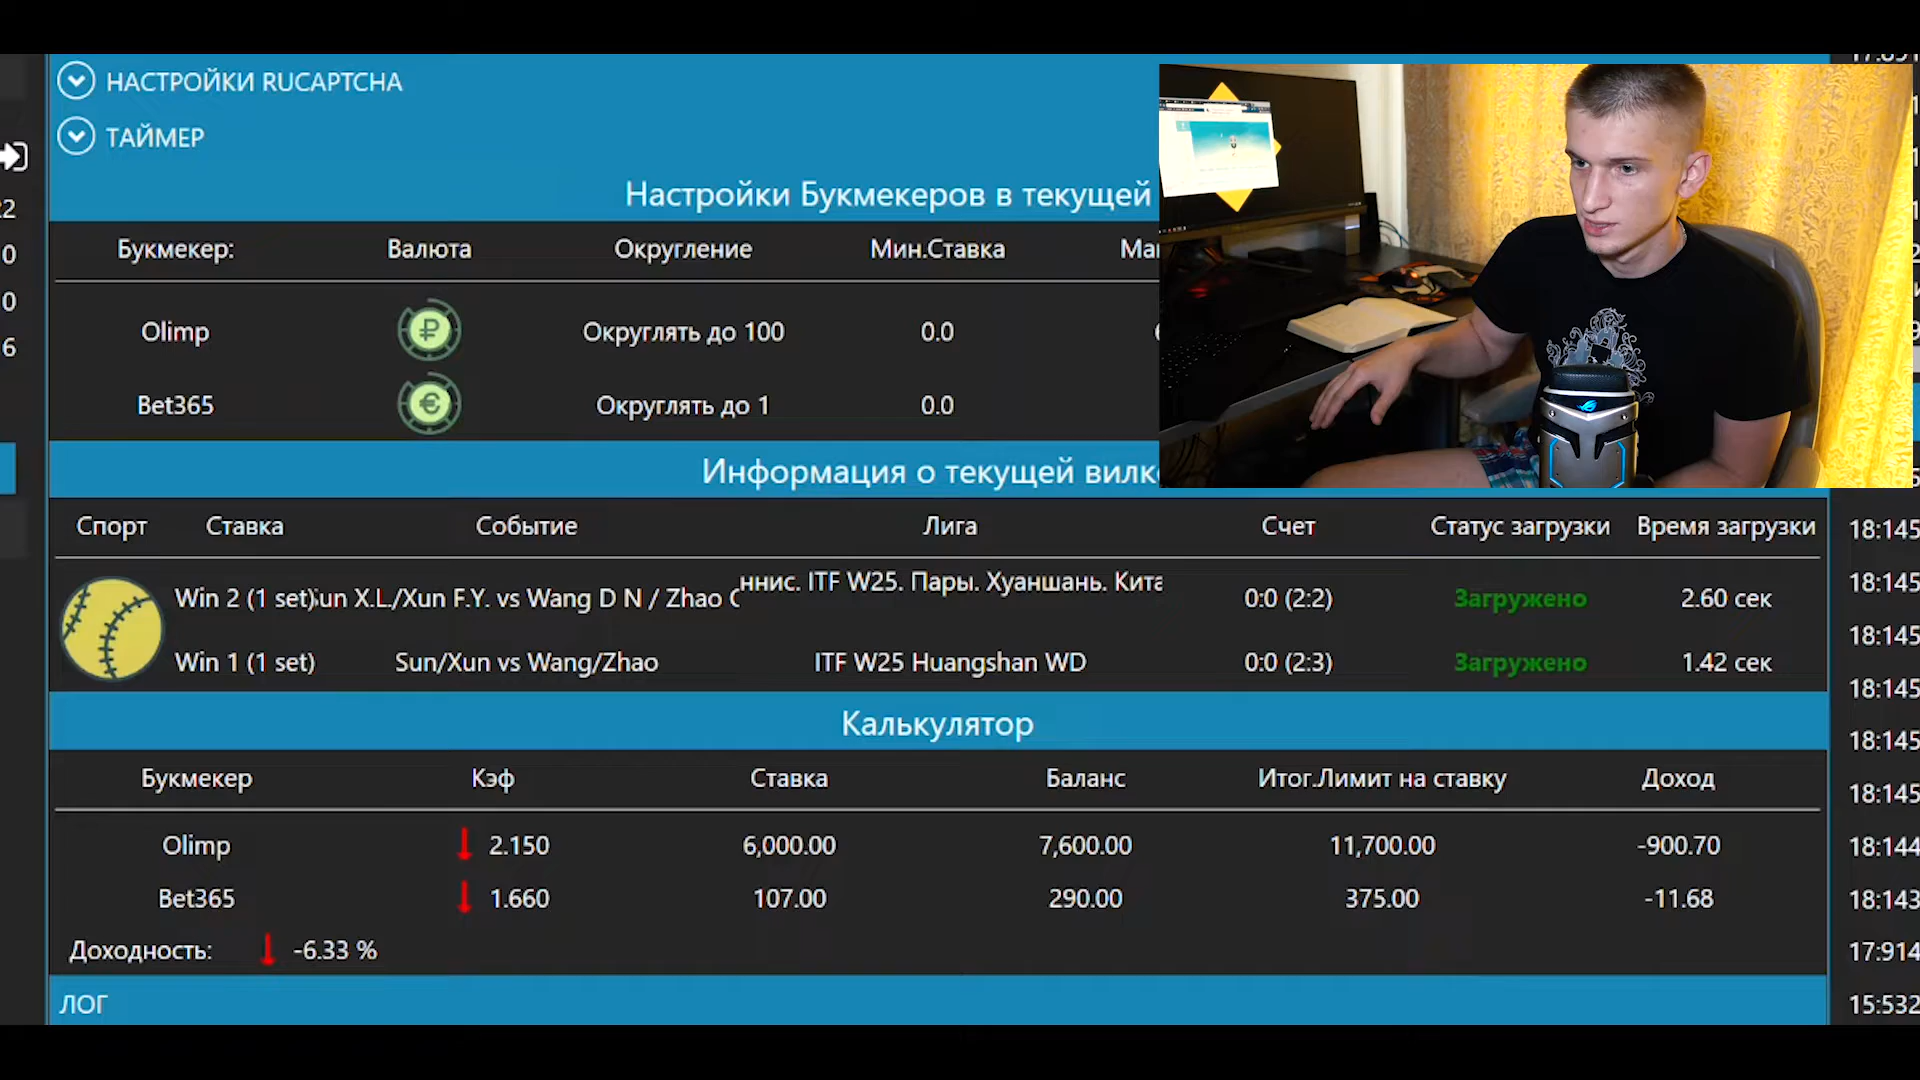 НАСТРОЙКИ RUCAPTCHA
ТАЙМЕР
Настройки Букмекеров в текущей
Букмекер: Валюта Округление Мин.Ставка
Olimp Округлять до 100 0.0
Bet365 Округлять до 1 0.0
Информация о текущей
Спорт Ставка Событие Лига Счет Статус загрузки Время загрузки
Win 2 (1 set) X.L./Xun F.Y. vs Wang D N / Zhao ITF W25. Пары. Хуаншань. 0:0 (2:2) Загружено 2.60 сек
Win 1 (1 set) Sun/Xun vs Wang/Zhao ITF W25 Huangshan WD 0:0 (2:3) Загружено 1.42 сек
Калькулятор
Букмекер Кэф Ставка Баланс Итог.Лимит на ставку Доход
Olimp 2.150 6,000.00 7,600.00 11,700.00 -900.70
Bet365 1.660 107.00 290.00 375.00 -11.68
Доходность: -6.33 %
ЛОГ
18:145
18:145
18:145
18:145
18:145
18:145
18:144
18:143
17:914
15:532